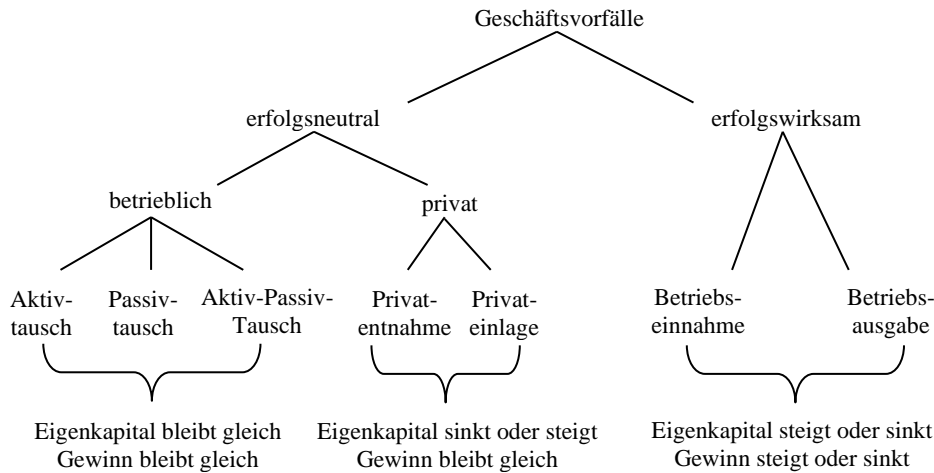 Geschäftsvorfälle
erfolgsneutral
erfolgswirksam
betrieblich
privat
Aktiv-
tausch
Passiv-
tausch
Aktiv-Passiv-
Tausch
Privat-
entnahme
Privat-
einlage
Betriebs-
einnahme
Betriebs-
ausgabe
Eigenkapital bleibt gleich
Gewinn bleibt gleich
Eigenkapital sinkt oder steigt
Gewinn bleibt gleich
Eigenkapital steigt oder sinkt
Gewinn steigt oder sinkt